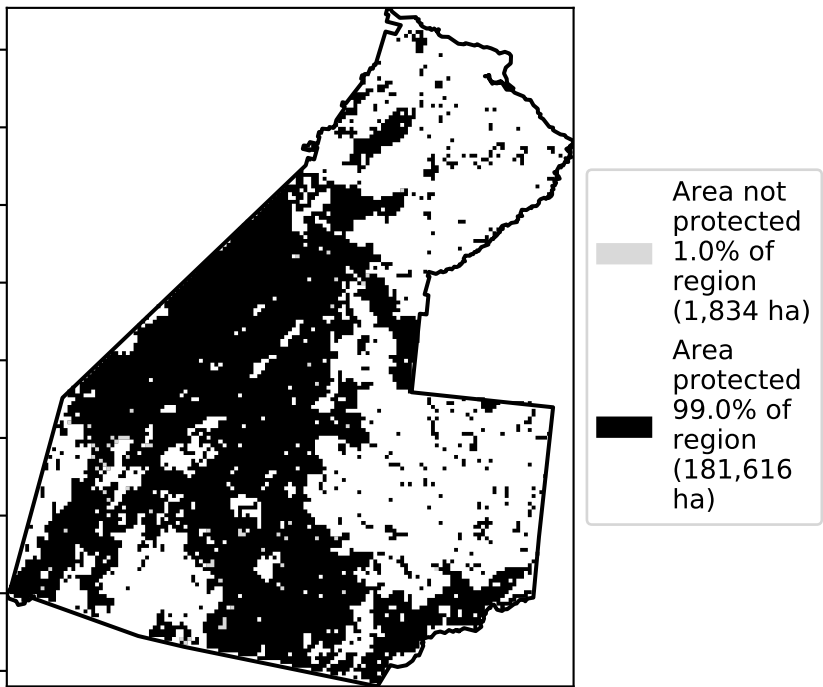 Area not
protected
1.0% of
region
(1,834 ha)
Area
protected
99.0% of
region
(181,616
ha)